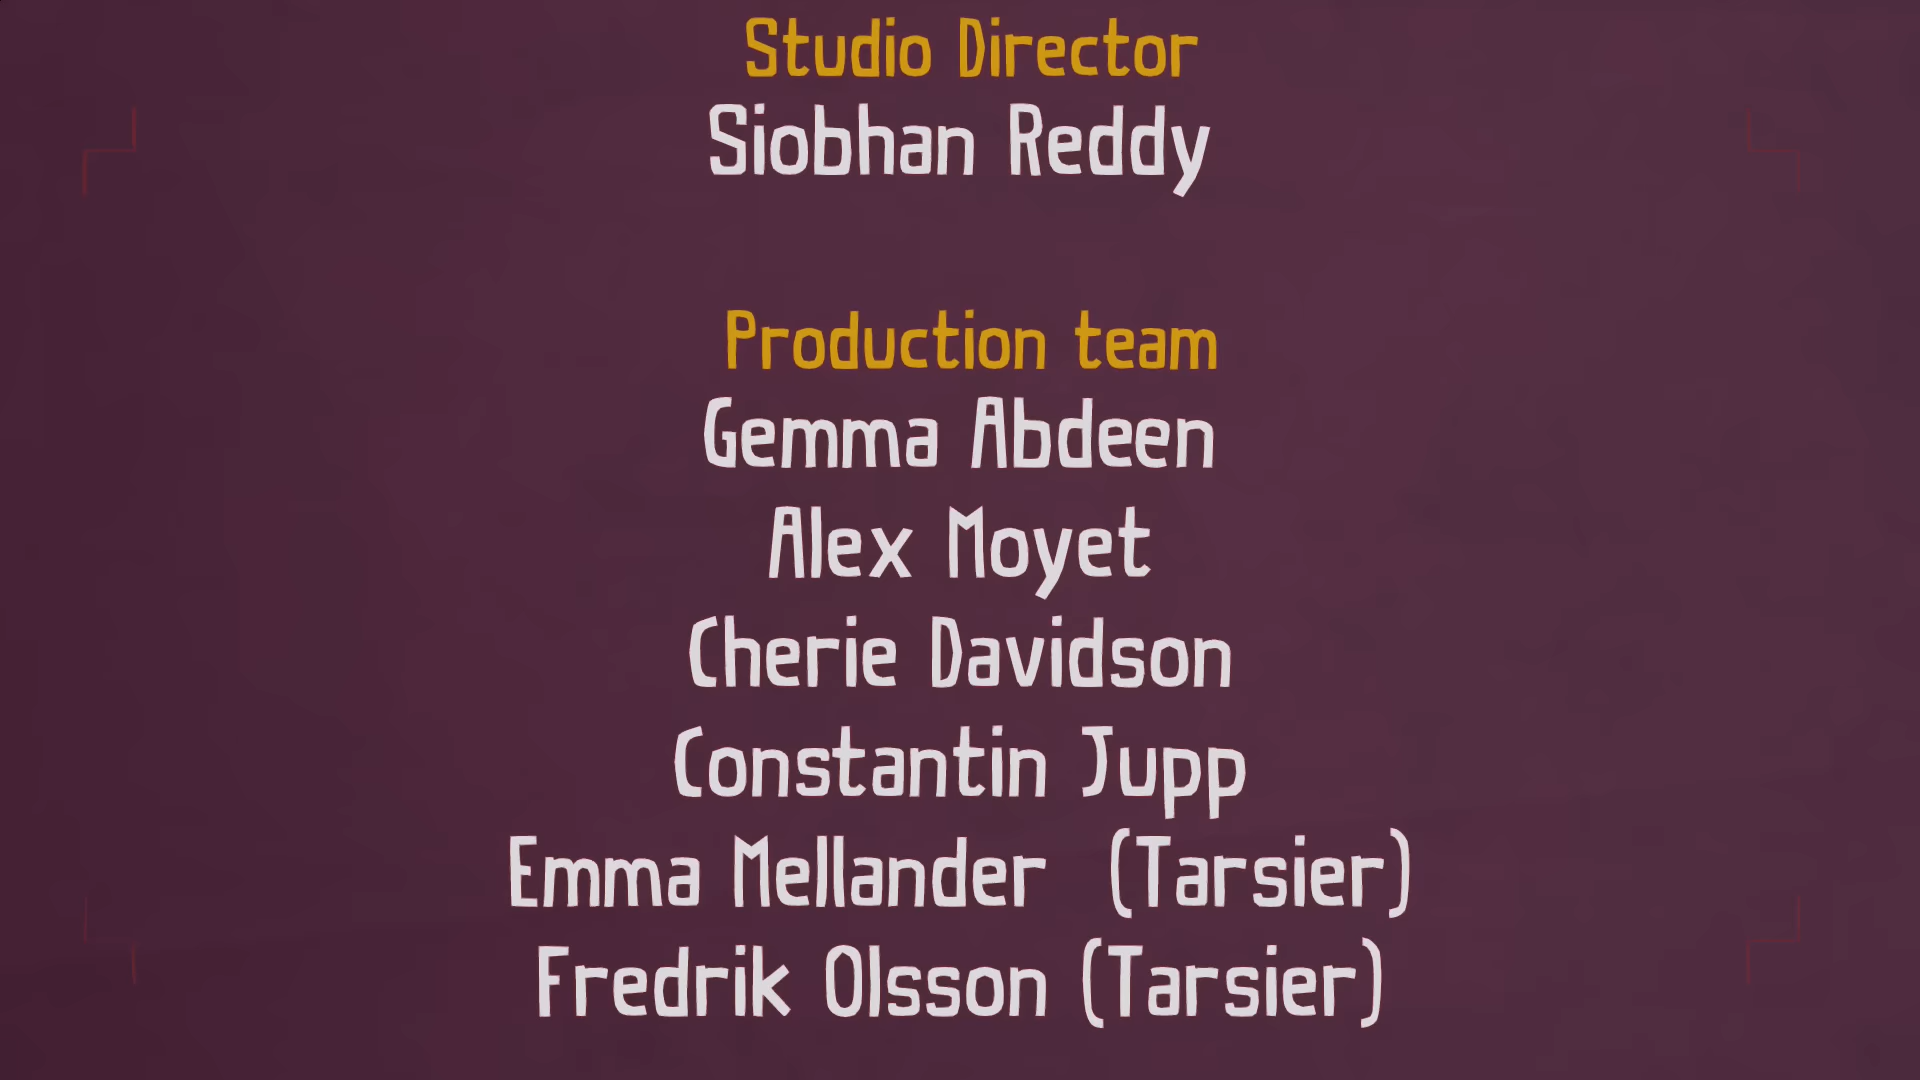 Studio Director
Siobhan Reddy
Production team
Gemma Abdeen
Alex Moyet
Cherie Davidson
Constantin Jupp
Emma Mellander (Tarsier)
Fredrik Olsson (Tarsier)